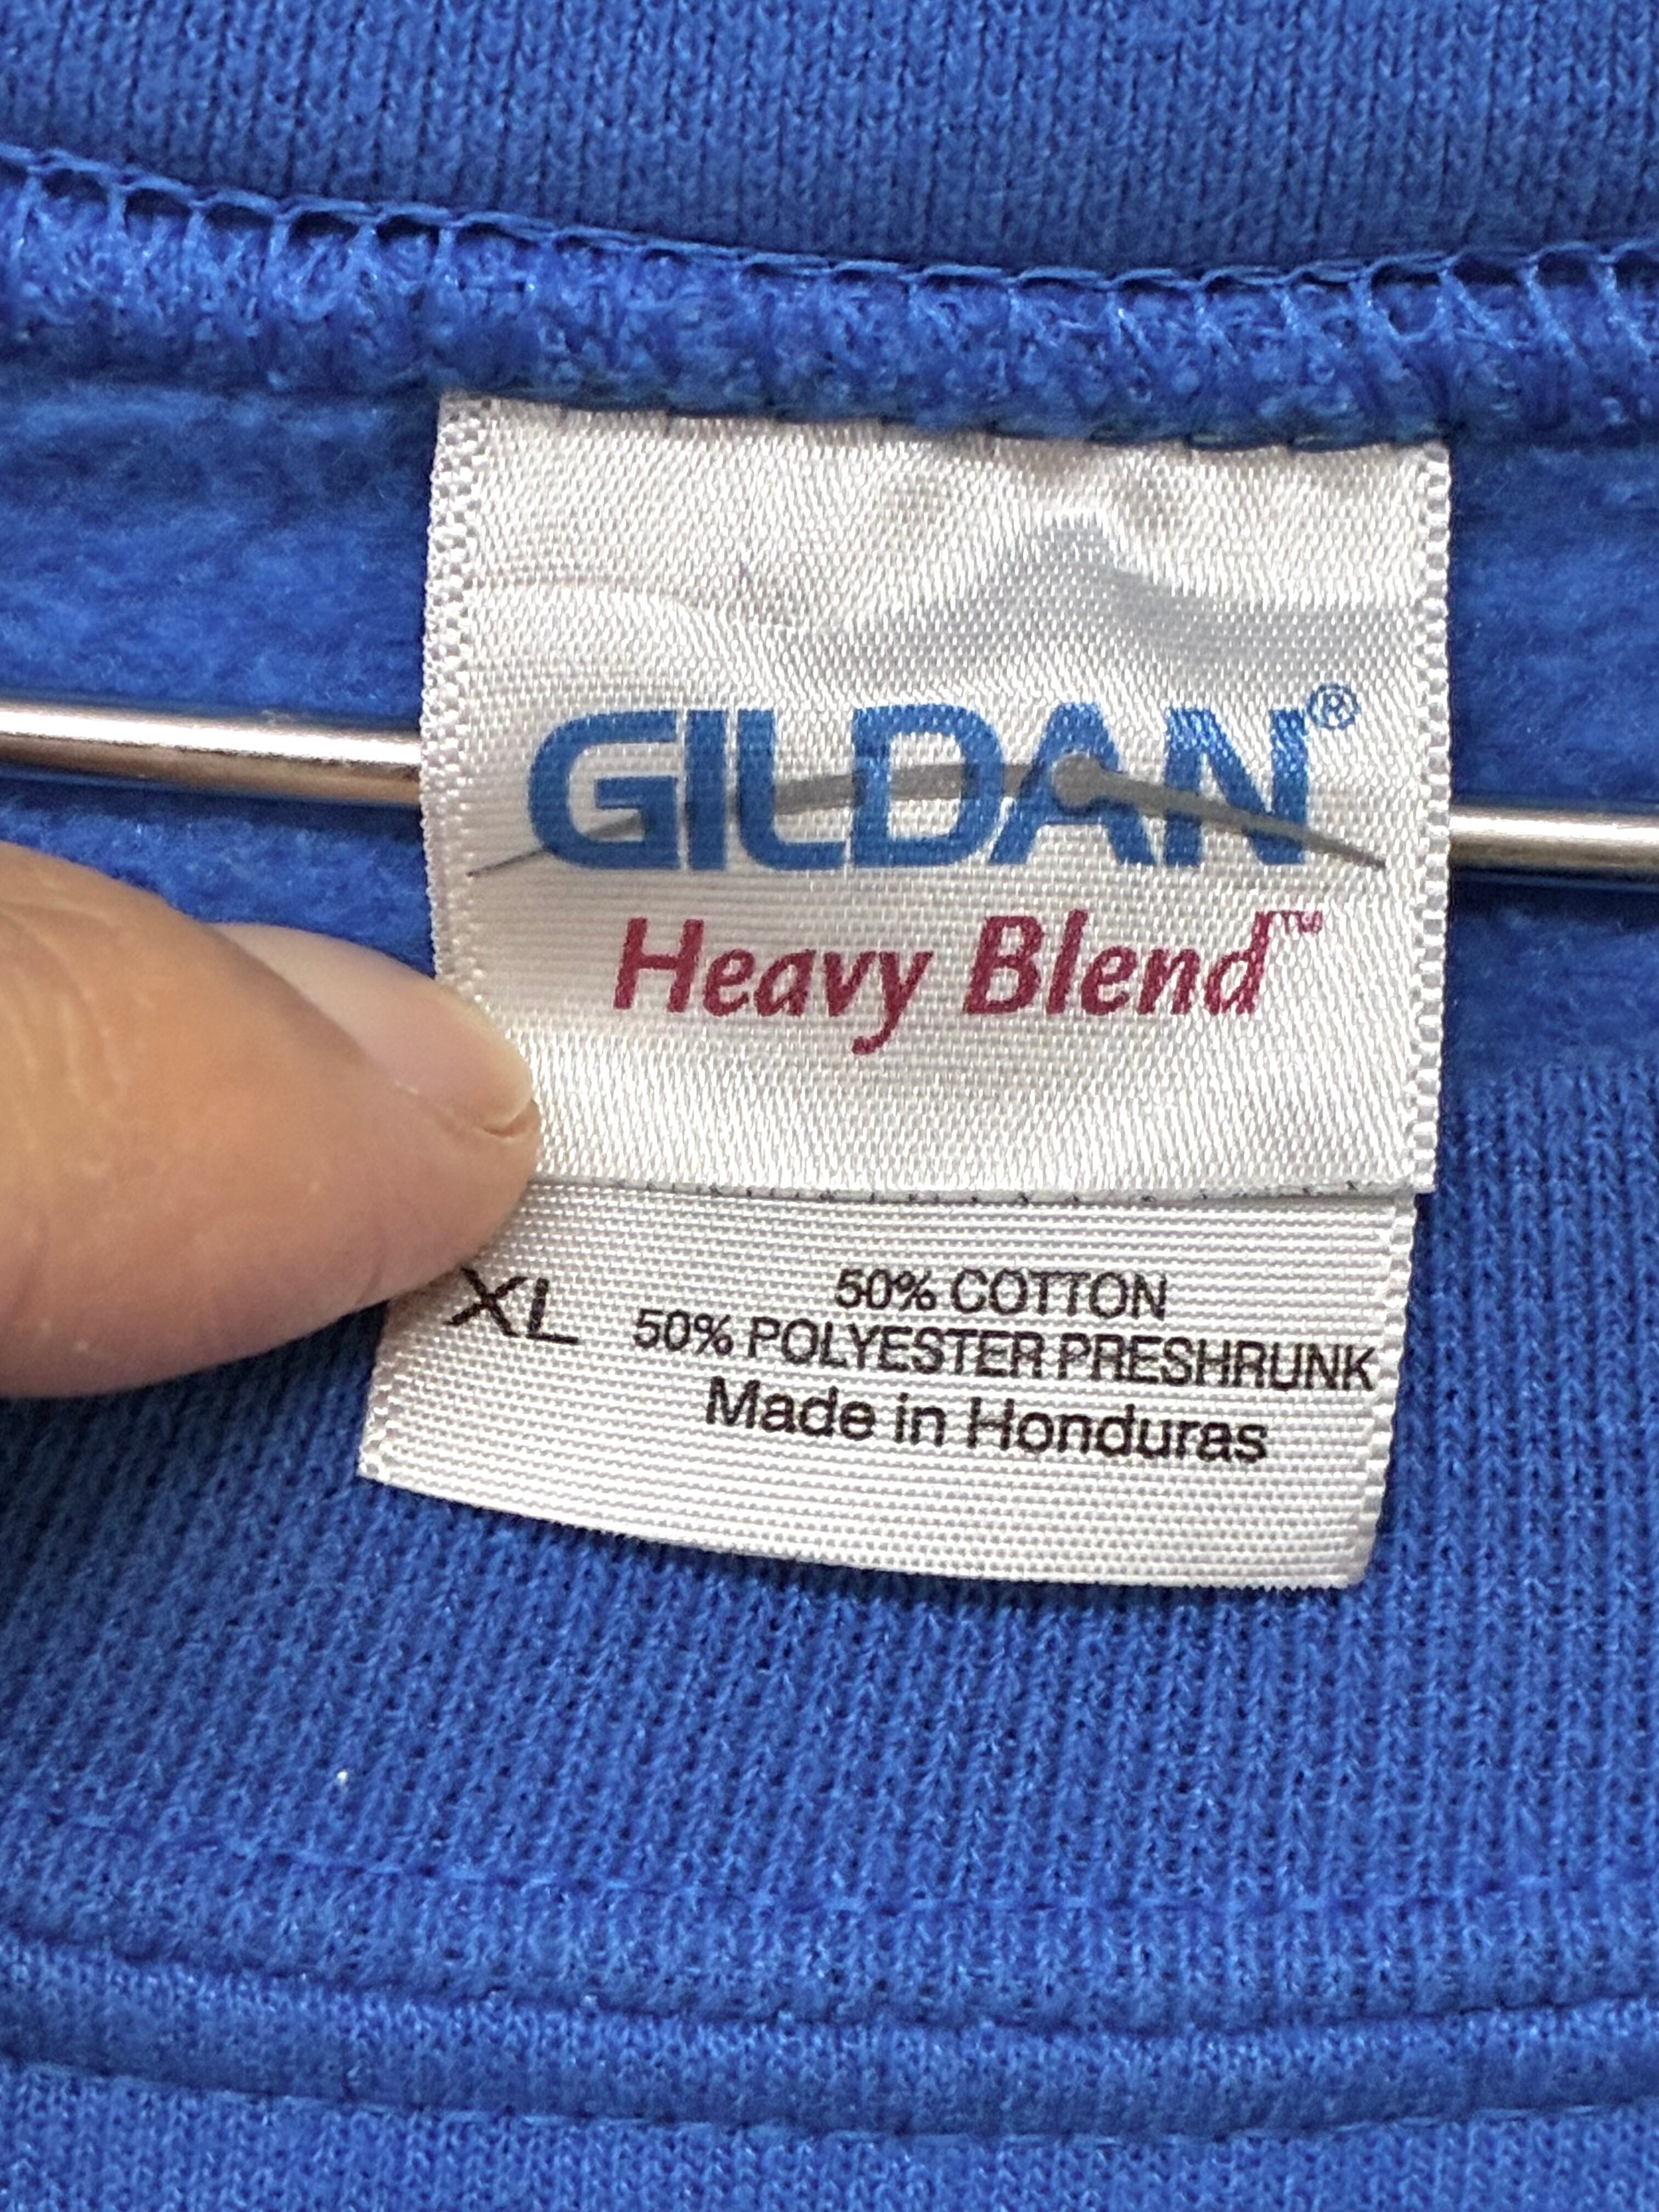 GILDAN®
Heavy Blend™
XL
50% COTTON
50% POLYESTER PRESHRUNK
Made in Honduras